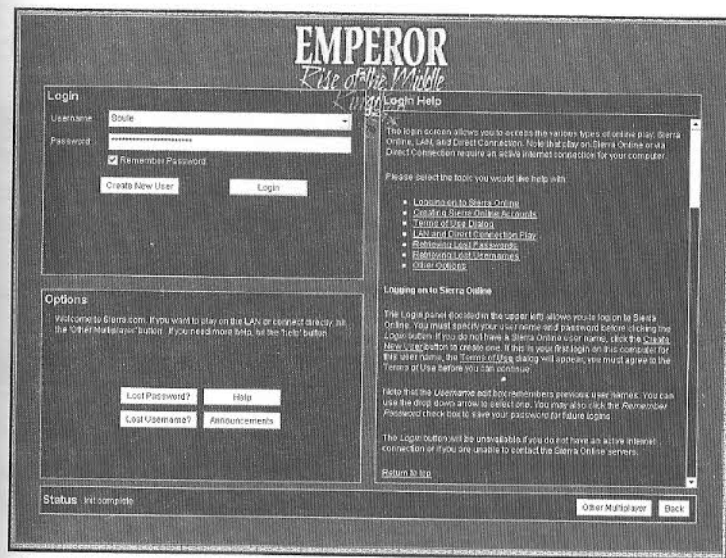 EMPEROR
Rise of the Middle
Kingdom
Login
Username
Boule
Password
**********************
Remember Password
Create New User
Login
Options
Welcome to Sierra.com. If you want to play on the LAN or connect directly, hit
the 'Other Multiplayer' button. If you need more help, hit the 'help' button
Lost Password?
Help
Lost Username?
Announcements
Login Help
The login screen allows you to access the various types of online play: Sierra
Online, LAN, and Direct Connection. Note that play on Sierra Online or via
Direct Connection require an active internet connection for your computer.
Please select the topic you would like help with:
Logging on to Sierra Online
Creating Sierra Online Accounts
Terms of Use Dialog
LAN and Direct Connection Play
Retrieving Lost Passwords
Retrieving Lost Usernames
Other Options
Logging on to Sierra Online
The Login panel (located in the upper left) allows you to log on to Sierra
Online. You must specify your user name and password before clicking the
Login button. If you do not have a Sierra Online user name, click the Create
New User button to create one. If this is your first login on this computer for
this user name, the Terms of Use dialog will appear; you must agree to the
Terms of Use before you can continue.
Note that the Username edit box remembers previous user names. You can
use the drop down arrow to select one. You may also click the Remember
Password check box to save your password for future logins.
The Login button will be unavailable if you do not have an active internet
connection or if you are unable to contact the Sierra Online servers.
Return to top
Status Init complete
Other Multiplayer
Back